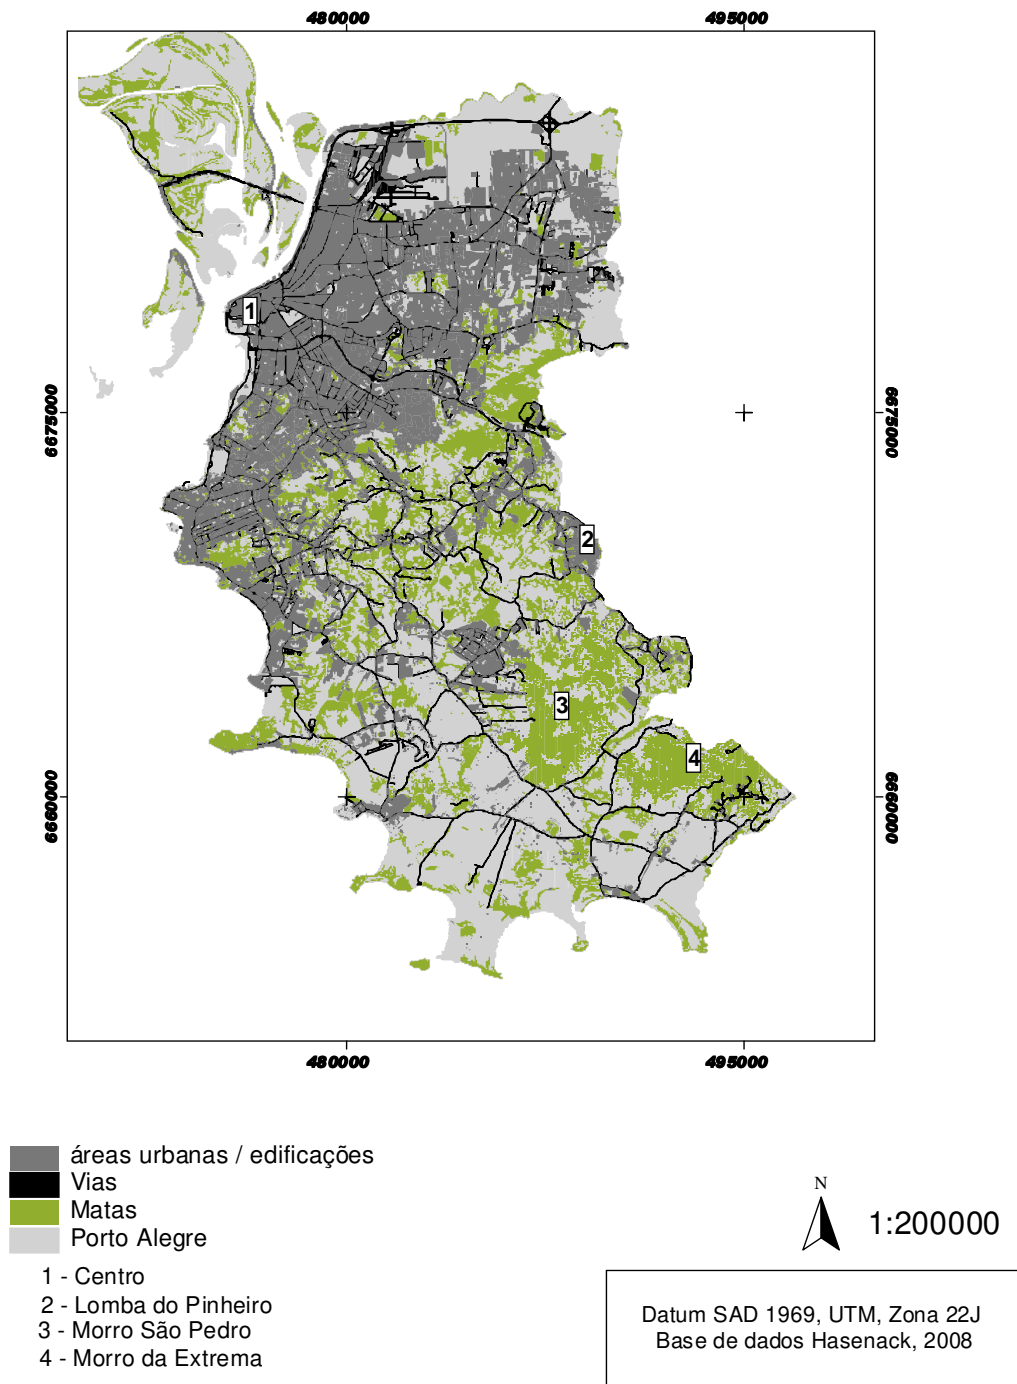 480000 495000
1
6675000 6675000
2
3
4
6660000 6660000
480000 495000
áreas urbanas / edificações
Vias
Matas
Porto Alegre
1 - Centro
2 - Lomba do Pinheiro
3 - Morro São Pedro
4 - Morro da Extrema
N
1:200000
Datum SAD 1969, UTM, Zona 22J
Base de dados Hasenack, 2008